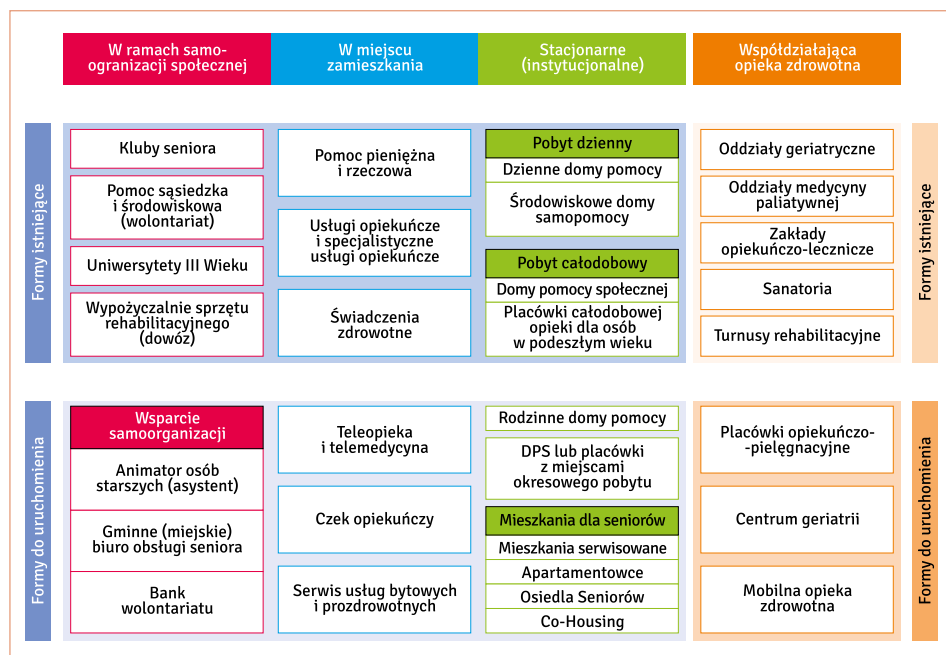 W ramach samo-
ogranizacji społecznej
W miejscu
zamieszkania
Stacjonarne
(instytucjonalne)
Współdziałająca
opieka zdrowotna
Formy istniejące
Kluby seniora
Pomoc sąsiedzka
i środowiskowa
(wolontariat)
Uniwersytety III Wieku
Wypożyczalnie sprzętu
rehabilitacyjnego
(dowóz)
Pomoc pieniężna
i rzeczowa
Usługi opiekuńcze
i specjalistyczne
usługi opiekuńcze
Świadczenia
zdrowotne
Pobyt dzienny
Dzienne domy pomocy
Środowiskowe domy
samopomocy
Pobyt całodobowy
Domy pomocy społecznej
Placówki całodobowej
opieki dla osób
w podeszłym wieku
Oddziały geriatryczne
Oddziały medycyny
paliatywnej
Zakłady
opiekuńczo-lecznicze
Sanatoria
Turnusy rehabilitacyjne
Formy istniejące
Formy do uruchomienia
Wsparcie
samoorganizacji
Animator osób
starszych (asystent)
Gminne (miejskie)
biuro obsługi seniora
Bank
wolontariatu
Teleopieka
i telemedycyna
Czek opiekuńczy
Serwis usług bytowych
i prozdrowotnych
Rodzinne domy pomocy
DPS lub placówki
z miejscami
okresowego pobytu
Mieszkania dla seniorów
Mieszkania serwisowane
Apartamentowce
Osiedla Seniorów
Co-Housing
Placówki opiekuńczo-
-pielęgnacyjne
Centrum geriatrii
Mobilna opieka
zdrowotna
Formy do uruchomienia